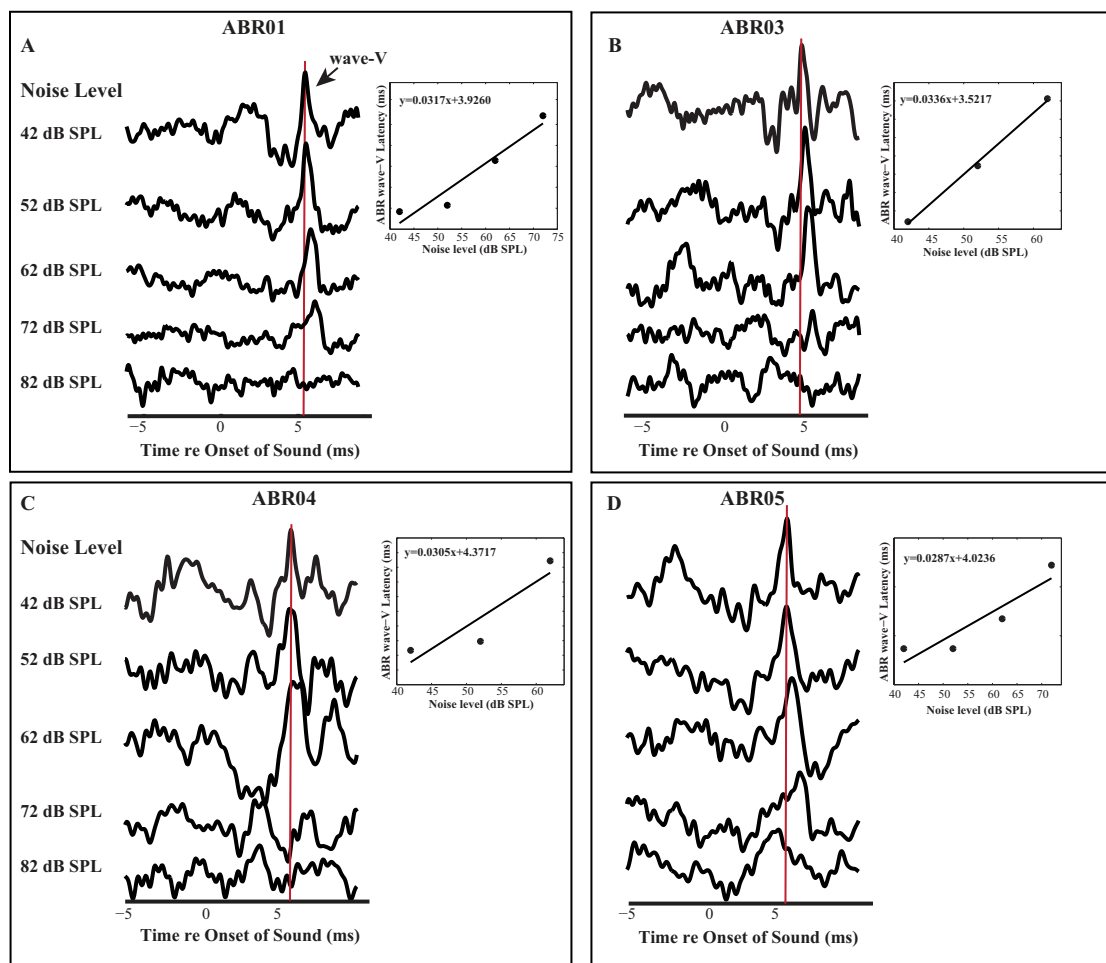 ABR01
A
wave-V
Noise Level
42 dB SPL
52 dB SPL
62 dB SPL
72 dB SPL
82 dB SPL
y=0.0317x+3.9260
ABR wave−V Latency (ms)
40 45 50 55 60 65 70 75
Noise level (dB SPL)
−5 0 5
Time re Onset of Sound (ms)
ABR03
B
y=0.0336x+3.5217
ABR wave−V Latency (ms)
40 45 50 55 60
Noise level (dB SPL)
−5 0 5
Time re Onset of Sound (ms)
ABR04
C
Noise Level
42 dB SPL
52 dB SPL
62 dB SPL
72 dB SPL
82 dB SPL
y=0.0305x+4.3717
ABR wave−V Latency (ms)
40 45 50 55 60
Noise level (dB SPL)
−5 0 5
Time re Onset of Sound (ms)
ABR05
D
y=0.0287x+4.0236
ABR wave−V Latency (ms)
40 45 50 55 60 65 70
Noise level (dB SPL)
−5 0 5
Time re Onset of Sound (ms)